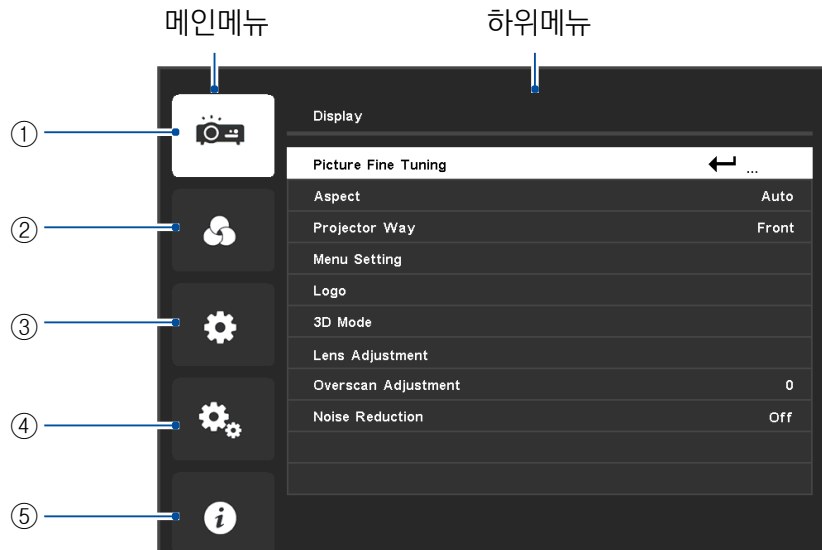 메인메뉴 하위메뉴
① Display
Picture Fine Tuning ...
② Aspect Auto
Projector Way Front
Menu Setting
Logo
③ 3D Mode
Lens Adjustment
Overscan Adjustment 0
④ Noise Reduction Off
⑤ i